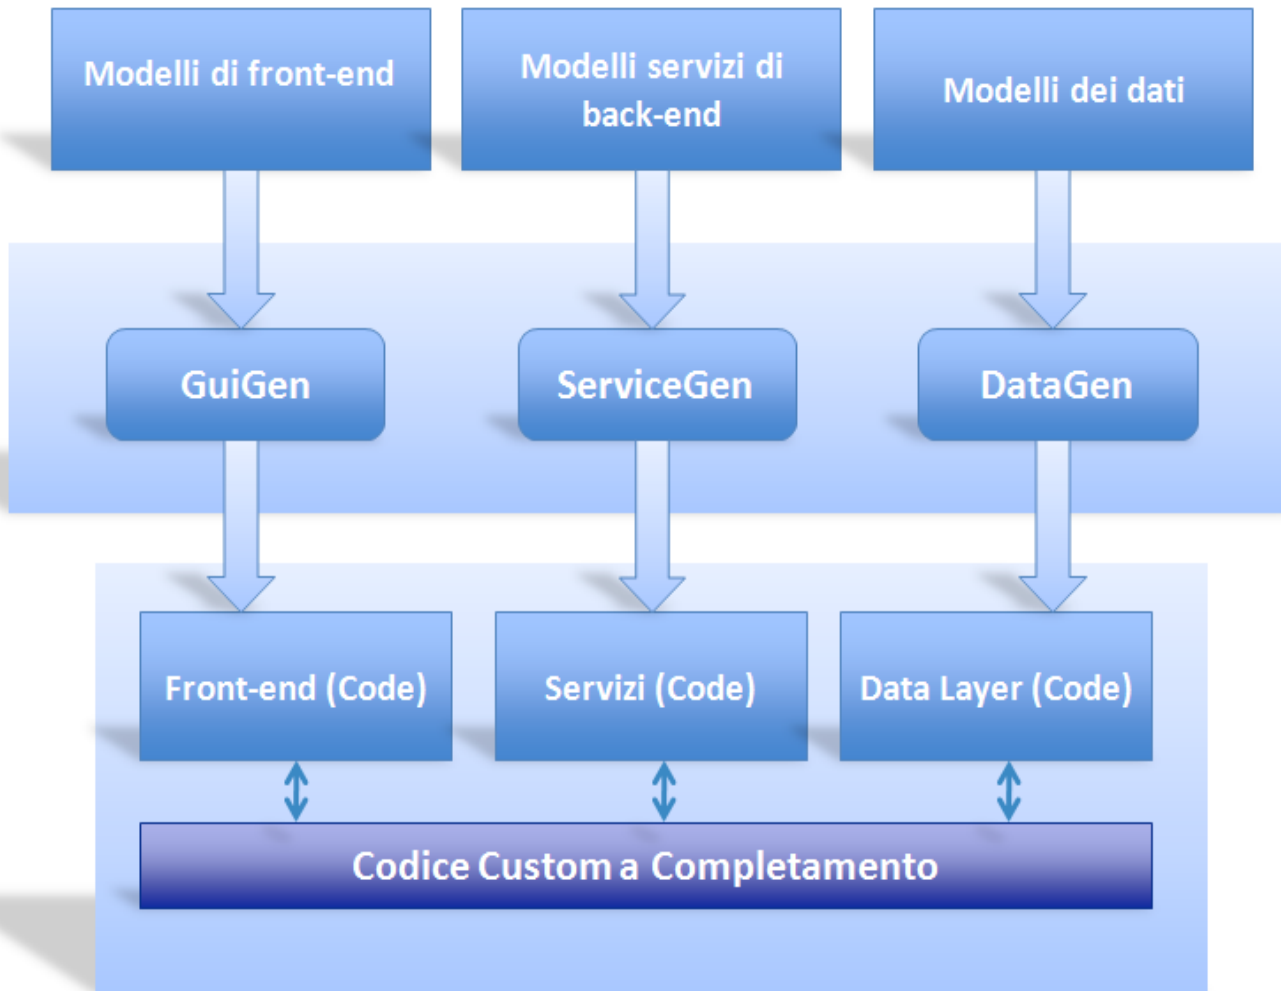 Modelli di front-end
Modelli servizi di
back-end
Modelli dei dati
GuiGen
ServiceGen
DataGen
Front-end (Code)
Servizi (Code)
Data Layer (Code)
Codice Custom a Completamento